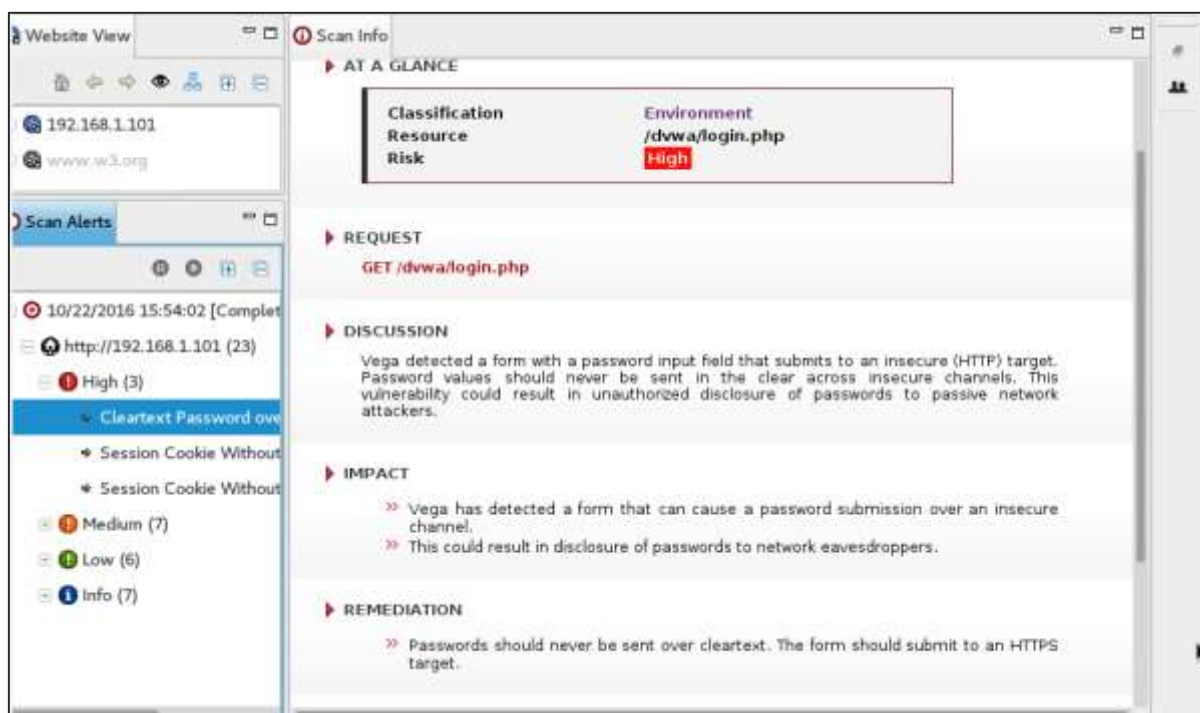 Website View
192.168.1.101
www.w3.org
Scan Alerts
10/22/2016 15:54:02 [Complet
http://192.168.1.101 (23)
High (3)
Cleartext Password ove
Session Cookie Without
Session Cookie Without
Medium (7)
Low (6)
Info (7)
Scan Info
AT A GLANCE
Classification Environment
Resource /dvwa/login.php
Risk High
REQUEST
GET /dvwa/login.php
DISCUSSION
Vega detected a form with a password input field that submits to an insecure (HTTP) target.
Password values should never be sent in the clear across insecure channels. This
vulnerability could result in unauthorized disclosure of passwords to passive network
attackers.
IMPACT
Vega has detected a form that can cause a password submission over an insecure
channel.
This could result in disclosure of passwords to network eavesdroppers.
REMEDIATION
Passwords should never be sent over cleartext. The form should submit to an HTTPS
target.